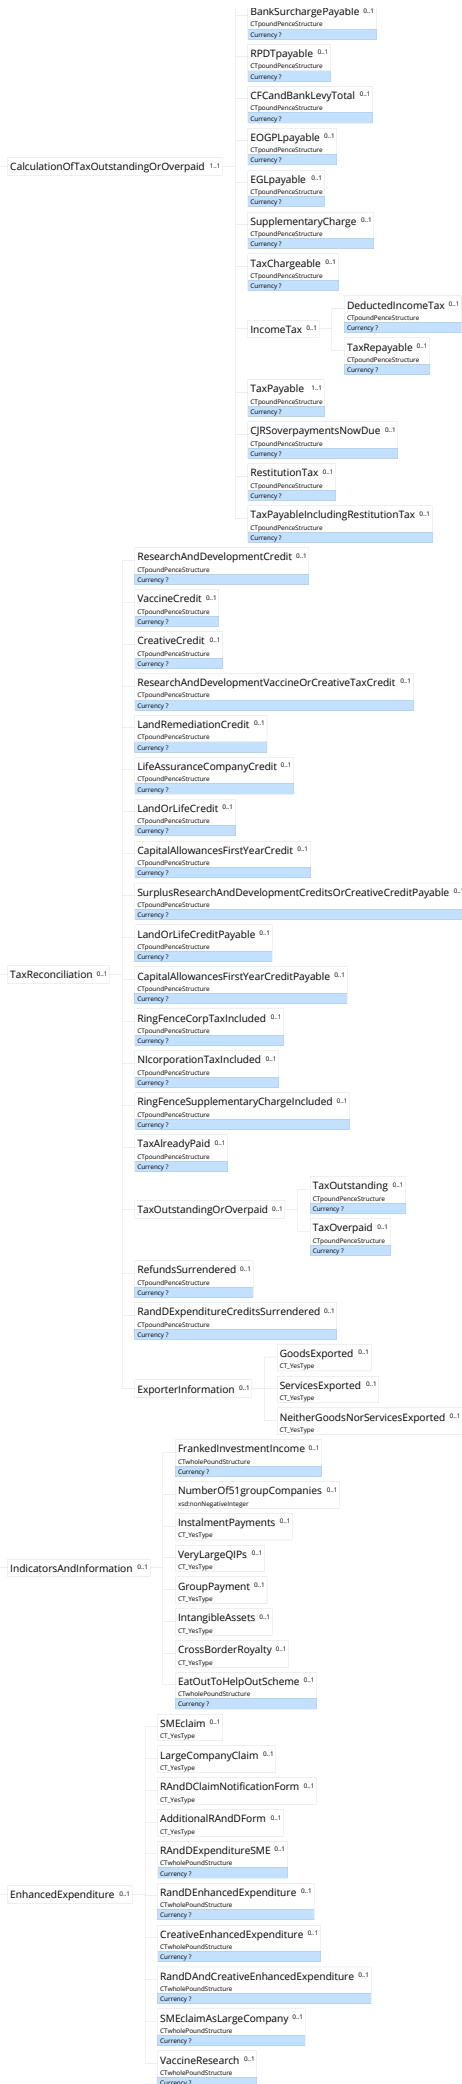 BankSurchargePayable 0..1
CTpoundPenceStructure
Currency ?
RPDTpayable 0..1
CTpoundPenceStructure
Currency ?
CFCandBankLevyTotal 0..1
CTpoundPenceStructure
Currency ?
EOGPLpayable 0..1
CTpoundPenceStructure
Currency ?
CalculationOfTaxOutstandingOrOverpaid 1..1
EGLpayable 0..1
CTpoundPenceStructure
Currency ?
SupplementaryCharge 0..1
CTpoundPenceStructure
Currency ?
TaxChargeable 0..1
CTpoundPenceStructure
Currency ?
IncomeTax 0..1
DeductedIncomeTax 0..1
CTpoundPenceStructure
Currency ?
TaxRepayable 0..1
CTpoundPenceStructure
Currency ?
TaxPayable 1..1
CTpoundPenceStructure
Currency ?
CJRSoverpaymentsNowDue 0..1
CTpoundPenceStructure
Currency ?
RestitutionTax 0..1
CTpoundPenceStructure
Currency ?
TaxPayableIncludingRestitutionTax 0..1
CTpoundPenceStructure
Currency ?
ResearchAndDevelopmentCredit 0..1
CTpoundPenceStructure
Currency ?
VaccineCredit 0..1
CTpoundPenceStructure
Currency ?
CreativeCredit 0..1
CTpoundPenceStructure
Currency ?
ResearchAndDevelopmentVaccineOrCreativeTaxCredit 0..1
CTpoundPenceStructure
Currency ?
LandRemediationCredit 0..1
CTpoundPenceStructure
Currency ?
LifeAssuranceCompanyCredit 0..1
CTpoundPenceStructure
Currency ?
LandOrLifeCredit 0..1
CTpoundPenceStructure
Currency ?
CapitalAllowancesFirstYearCredit 0..1
CTpoundPenceStructure
Currency ?
SurplusResearchAndDevelopmentCreditsOrCreativeCreditPayable 0..
CTpoundPenceStructure
Currency ?
LandOrLifeCreditPayable 0..1
CTpoundPenceStructure
Currency ?
TaxReconciliation 0..1
CapitalAllowancesFirstYearCreditPayable 0..1
CTpoundPenceStructure
Currency ?
RingFenceCorpTaxIncluded 0..1
CTpoundPenceStructure
Currency ?
NIcorporationTaxIncluded 0..1
CTpoundPenceStructure
Currency ?
RingFenceSupplementaryChargeIncluded 0..1
CTpoundPenceStructure
Currency ?
TaxAlreadyPaid 0..1
CTpoundPenceStructure
Currency ?
TaxOutstandingOrOverpaid 0..1
TaxOutstanding 0..1
CTpoundPenceStructure
Currency ?
TaxOverpaid 0..1
CTpoundPenceStructure
Currency ?
RefundsSurrendered 0..1
CTpoundPenceStructure
Currency ?
RandDExpenditureCreditsSurrendered 0..1
CTpoundPenceStructure
Currency ?
ExporterInformation 0..1
GoodsExported 0..1
CT_YesType
ServicesExported 0..1
CT_YesType
NeitherGoodsNorServicesExported 0..1
CT_YesType
FrankedInvestmentIncome 0..1
CTwholePoundStructure
Currency ?
NumberOf51groupCompanies 0..1
xsd:nonNegativeInteger
InstalmentPayments 0..1
CT_YesType
VeryLargeQIPs 0..1
CT_YesType
IndicatorsAndInformation 0..1
GroupPayment 0..1
CT_YesType
IntangibleAssets 0..1
CT_YesType
CrossBorderRoyalty 0..1
CT_YesType
EatOutToHelpOutScheme 0..1
CTwholePoundStructure
Currency ?
SMEclaim 0..1
CT_YesType
LargeCompanyClaim 0..1
CT_YesType
RAndDClaimNotificationForm 0..1
CT_YesType
AdditionalRAndDForm 0..1
CT_YesType
RAndDExpenditureSME 0..1
CTwholePoundStructure
Currency ?
EnhancedExpenditure 0..1
RandDEnhancedExpenditure 0..1
CTwholePoundStructure
Currency ?
CreativeEnhancedExpenditure 0..1
CTwholePoundStructure
Currency ?
RandDAndCreativeEnhancedExpenditure 0..1
CTwholePoundStructure
Currency ?
SMEclaimAsLargeCompany 0..1
CTwholePoundStructure
Currency ?
VaccineResearch 0..1
CTwholePoundStructure
Currency ?